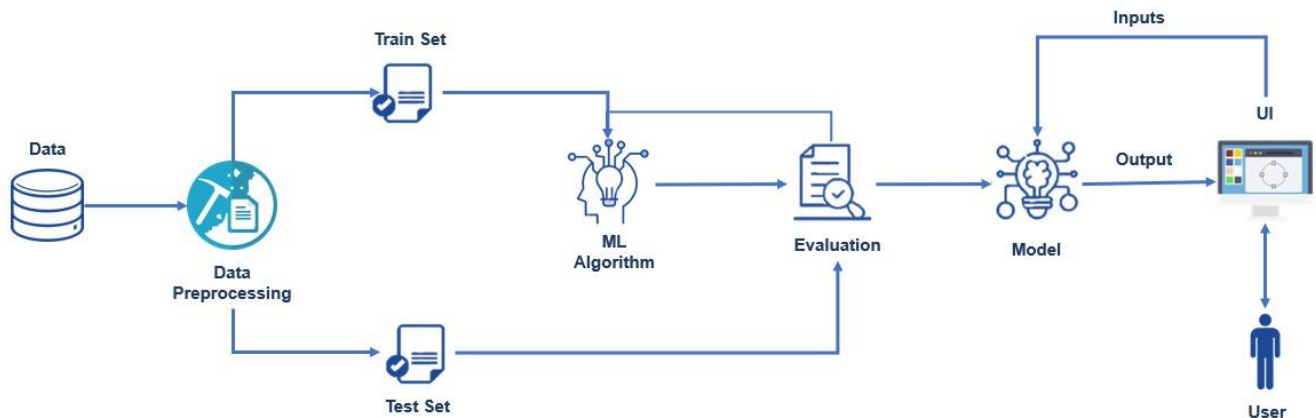 Inputs
Train Set
UI
Data
Output
ML
Algorithm
Evaluation
Model
Data
Preprocessing
Test Set
User